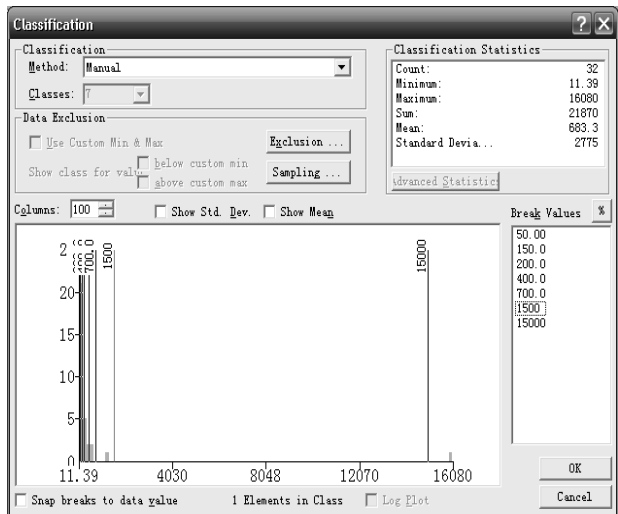 Classification
Classification
Method: Manual
Classes: 7
Data Exclusion
Use Custom Min & Max
Exclusion ...
Show class for valu
below custom min
above custom max
Sampling ...
Classification Statistics
Count: 32
Minimum: 11.39
Maximum: 16080
Sum: 21870
Mean: 683.3
Standard Devia... 2775
Advanced Statistics
Columns: 100
Show Std. Dev.
Show Mean
Break Values %
50.00
150.0
200.0
400.0
700.0
1500
15000
700.0
1500
15000
20
15
10
5
0
11.39 4030 8048 12070 16080
Snap breaks to data value
1 Elements in Class
Log Plot
OK
Cancel